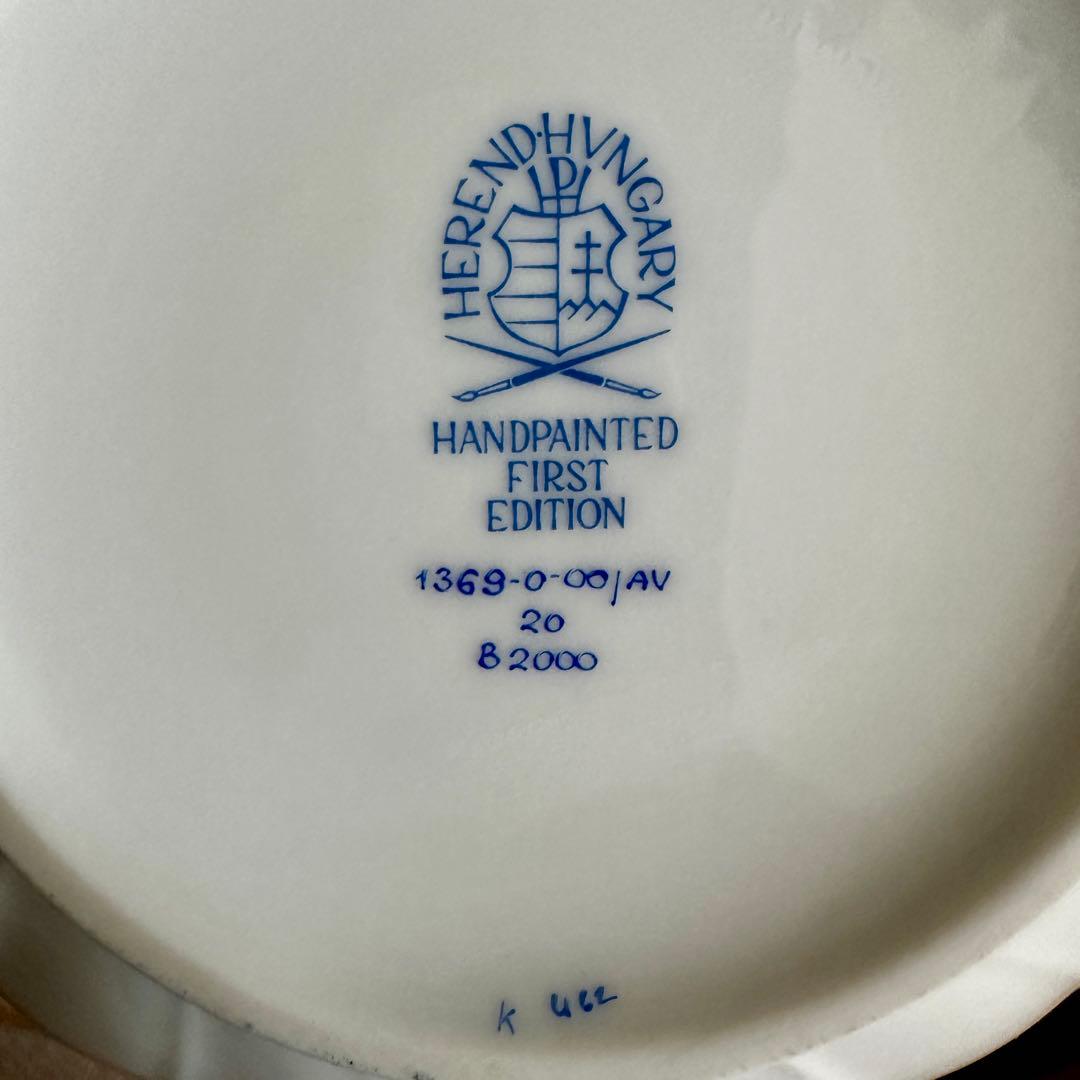 HEREND·HVNGARY
HANDPAINTED
FIRST
EDITION
1369-0-00/AV
20
B2000
K 462